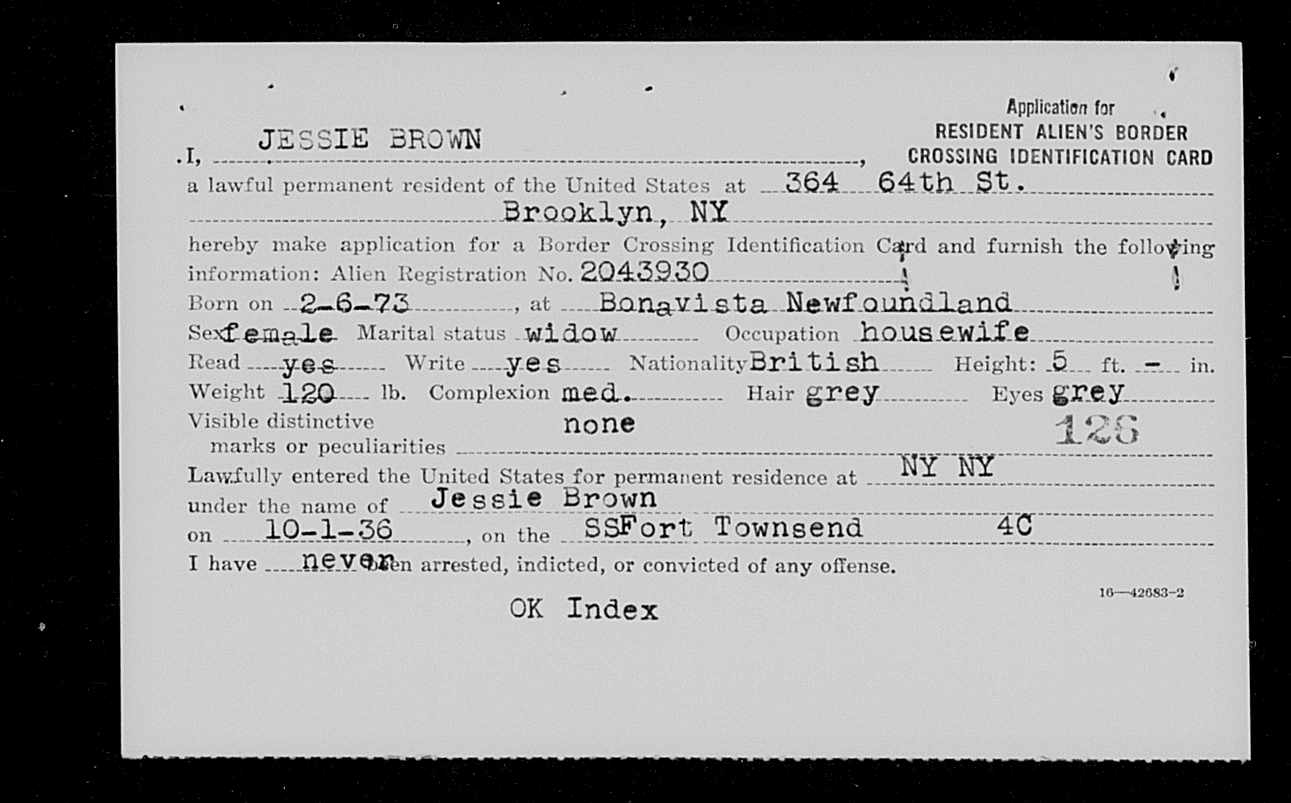 Application for
RESIDENT ALIEN'S BORDER
CROSSING IDENTIFICATION CARD
I, JESSIE BROWN,
a lawful permanent resident of the United States at 364 64th St.
Brooklyn, NY
hereby make application for a Border Crossing Identification Card and furnish the following
information: Alien Registration No. 2043930
Born on 2-6-73, at Bonavista Newfoundland
Sex female Marital status widow Occupation housewife
Read yes Write yes Nationality British Height: 5 ft. - in.
Weight 120 lb. Complexion med. Hair grey Eyes grey
Visible distinctive none 126
marks or peculiarities
Lawfully entered the United States for permanent residence at NY NY
under the name of Jessie Brown
on 10-1-36, on the SSFort Townsend 4C
I have never been arrested, indicted, or convicted of any offense.
16—42683-2
OK Index